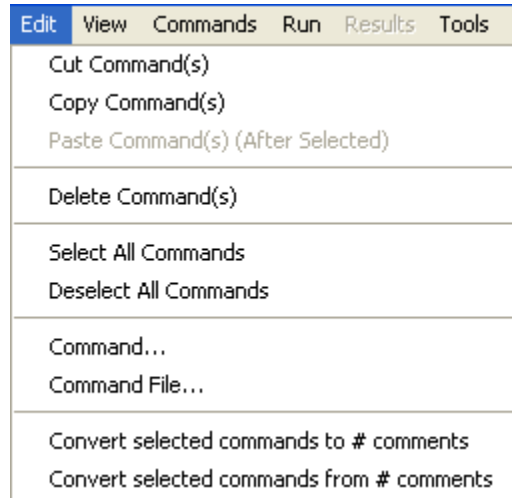 Edit View Commands Run Results Tools
Cut Command(s)
Copy Command(s)
Paste Command(s) (After Selected)
Delete Command(s)
Select All Commands
Deselect All Commands
Command...
Command File...
Convert selected commands to # comments
Convert selected commands from # comments